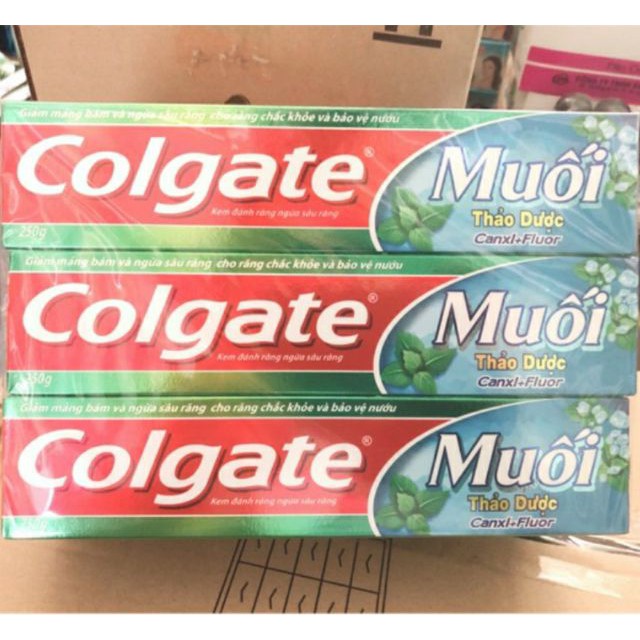 Giảm mảng bám và ngừa sâu răng cho răng chắc khỏe và bảo vệ nướu
Colgate®
Muối
Thảo Dược
Canxi+Fluor
Kem đánh răng ngừa sâu răng
250g
Giảm mảng bám và ngừa sâu răng cho răng chắc khỏe và bảo vệ nướu
Colgate®
Muối
Thảo Dược
Canxi+Fluor
Kem đánh răng ngừa sâu răng
250g
Giảm mảng bám và ngừa sâu răng cho răng chắc khỏe và bảo vệ nướu
Colgate®
Muối
Thảo Dược
Canxi+Fluor
Kem đánh răng ngừa sâu răng
250g